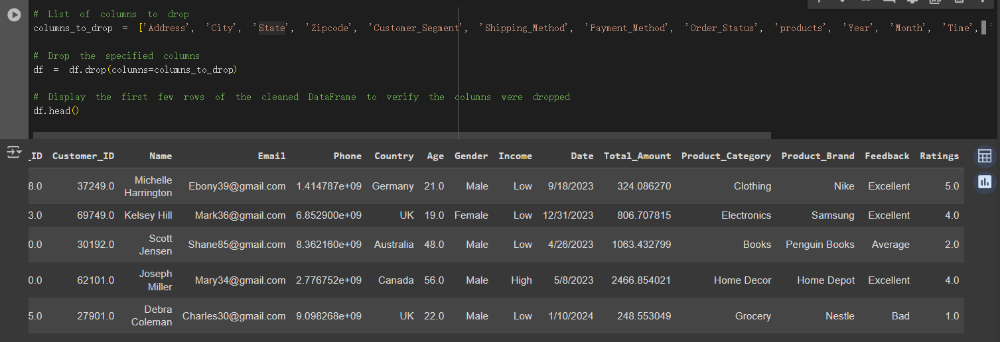 # List of columns to drop
columns_to_drop = ['Address', 'City', 'State', 'Zipcode', 'Customer_Segment', 'Shipping_Method', 'Payment_Method', 'Order_Status', 'products', 'Year', 'Month', 'Time', '
# Drop the specified columns
df = df.drop(columns=columns_to_drop)
# Display the first few rows of the cleaned DataFrame to verify the columns were dropped
df.head()
_ID Customer_ID Name Email Phone Country Age Gender Income Date Total_Amount Product_Category Product_Brand Feedback Ratings
8.0 37249.0 Michelle Harrington Ebony39@gmail.com 1.414787e+09 Germany 21.0 Male Low 9/18/2023 324.086270 Clothing Nike Excellent 5.0
3.0 69749.0 Kelsey Hill Mark36@gmail.com 6.852900e+09 UK 19.0 Female Low 12/31/2023 806.707815 Electronics Samsung Excellent 4.0
0.0 30192.0 Scott Jensen Shane85@gmail.com 8.362160e+09 Australia 48.0 Male Low 4/26/2023 1063.432799 Books Penguin Books Average 2.0
0.0 62101.0 Joseph Miller Mary34@gmail.com 2.776752e+09 Canada 56.0 Male High 5/8/2023 2466.854021 Home Decor Home Depot Excellent 4.0
5.0 27901.0 Debra Coleman Charles30@gmail.com 9.098268e+09 UK 22.0 Male Low 1/10/2024 248.553049 Grocery Nestle Bad 1.0